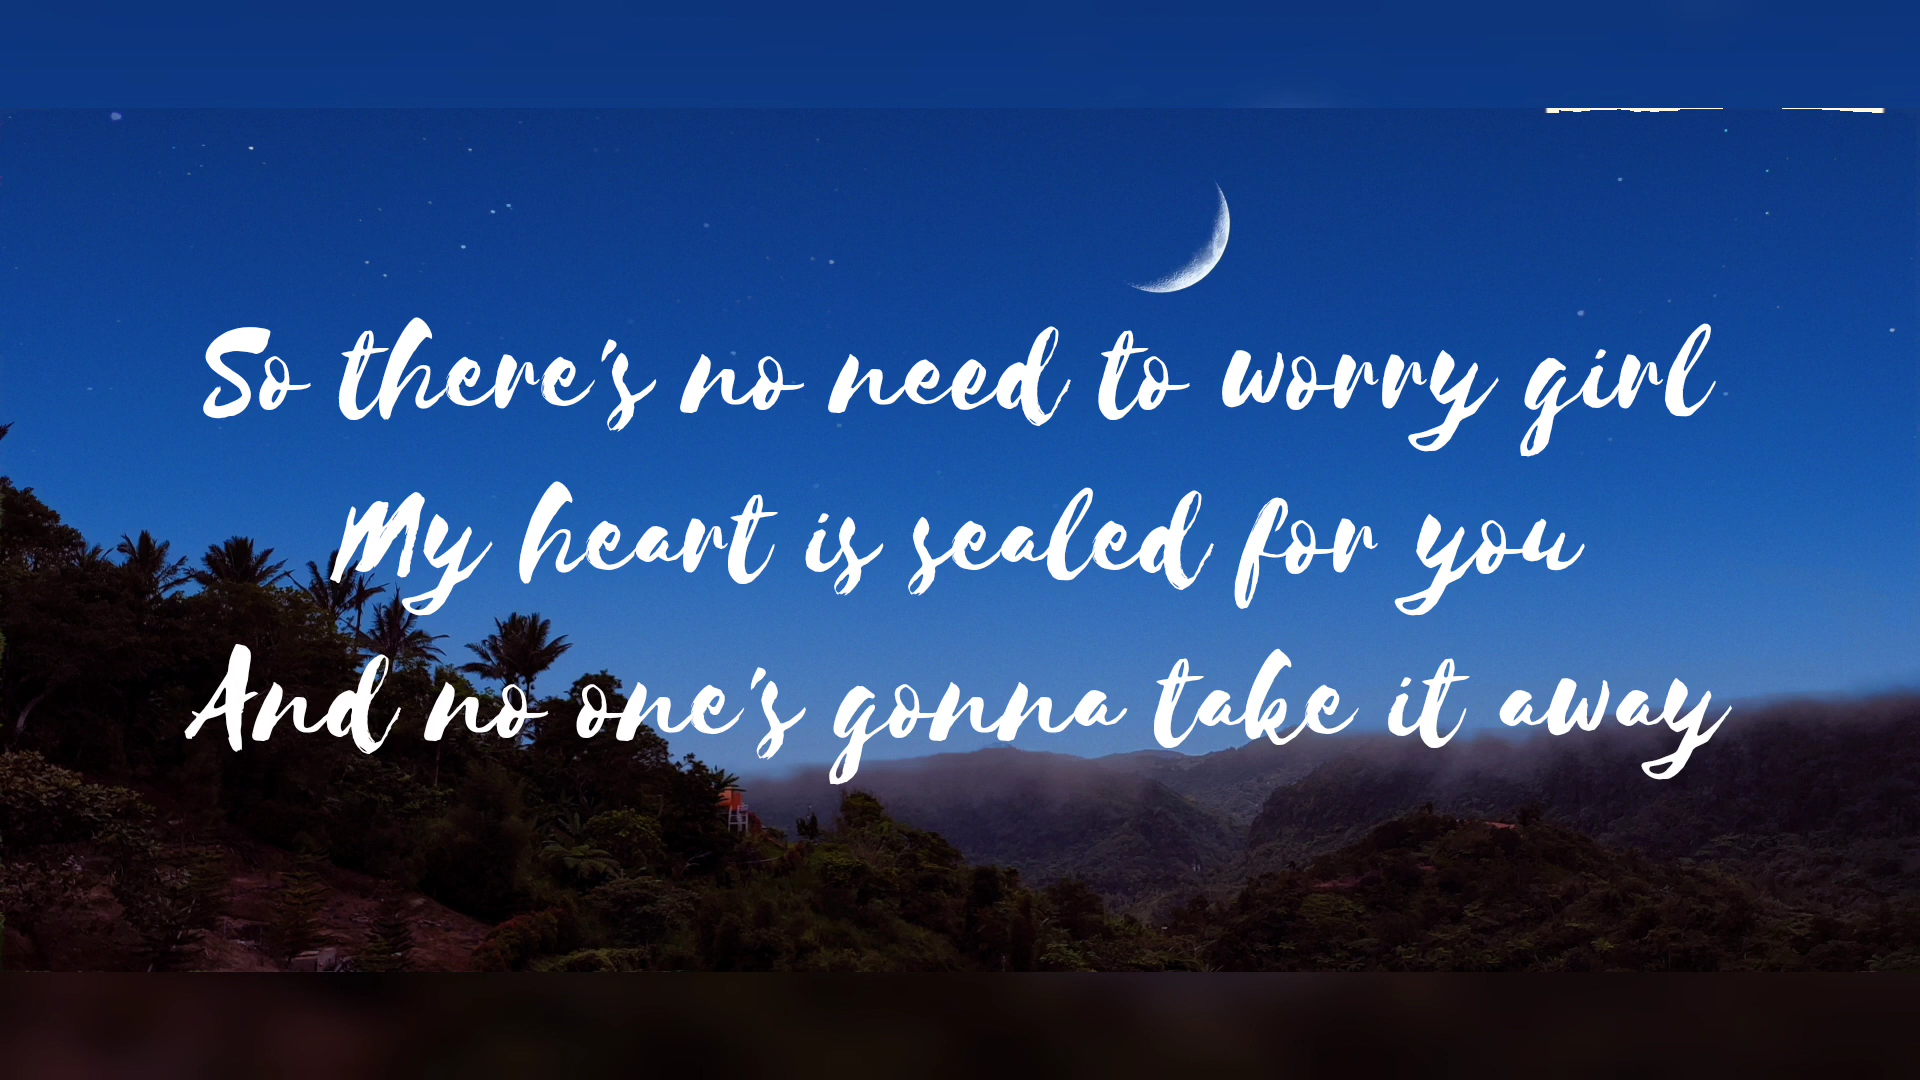 So there's no need to worry girl
My heart is sealed for you
And no one's gonna take it away